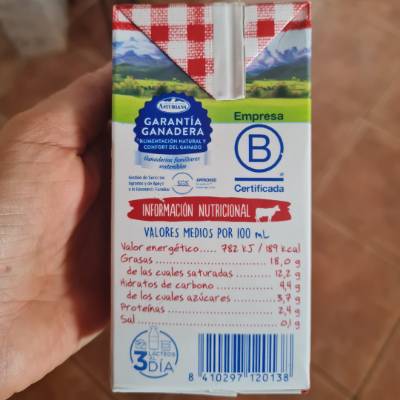 ASTURIANA
GARANTÍA
GANADERA
ALIMENTACIÓN NATURAL Y
CONFORT DEL GANADO
Ganaderías familiares
sostenibles
Empresa
B
Certificada
INFORMACIÓN NUTRICIONAL
VALORES MEDIOS POR 100 mL
Valor energético..... 782 kJ / 189 kcal
Grasas ..... 18,0 g
de las cuales saturadas ..... 12,2 g
Hidratos de carbono ..... 4,4 g
de los cuales azúcares ..... 3,7 g
Proteínas ..... 2,4 g
Sal ..... 0,1 g
3 LÁCTEOS
DÍA
8 410297 120138